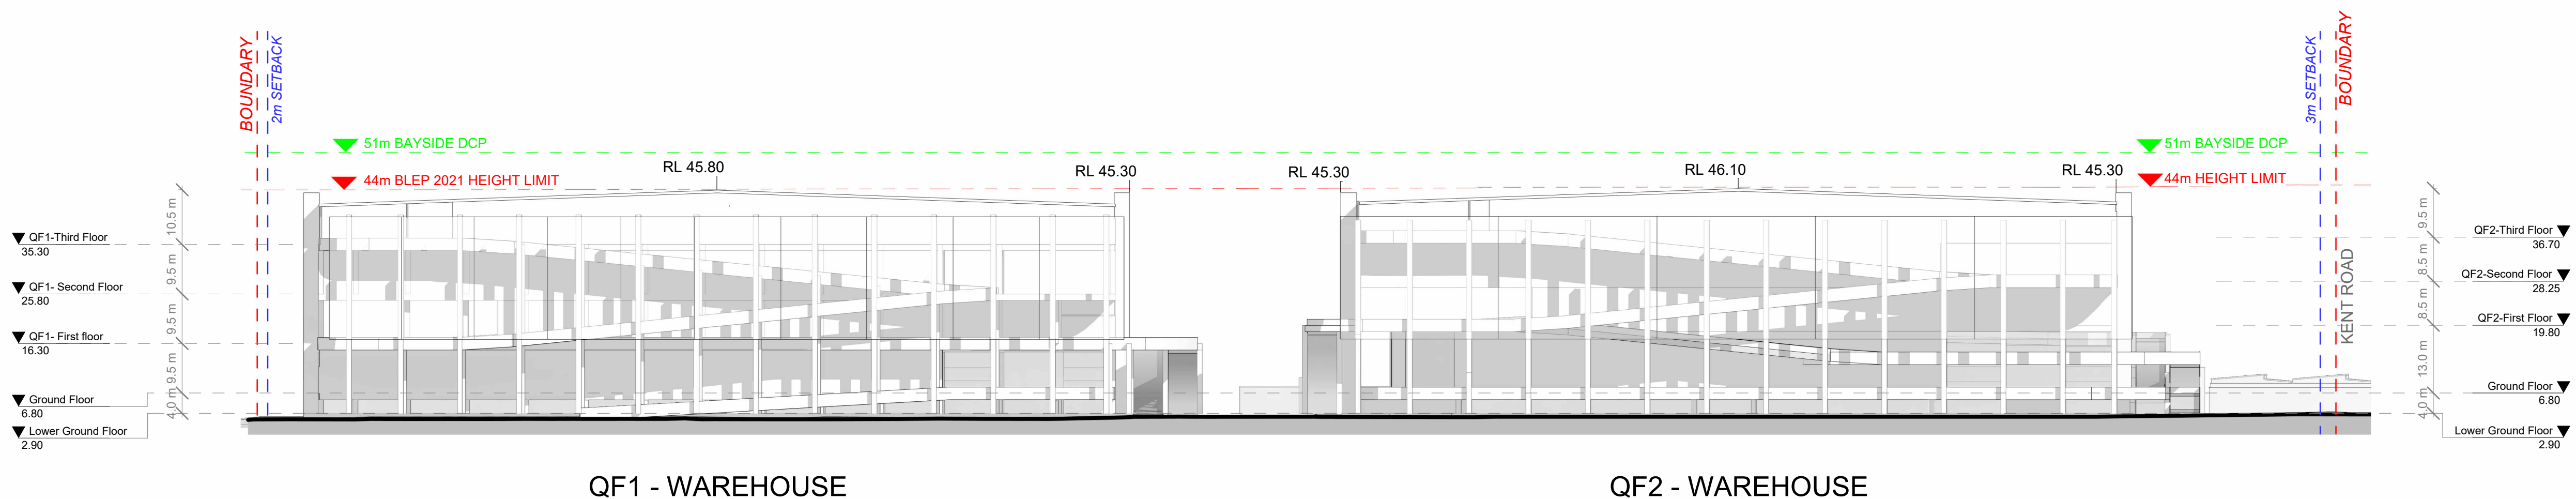 BOUNDARY
2m SETBACK
3m SETBACK
BOUNDARY
51m BAYSIDE DCP
51m BAYSIDE DCP
RL 45.80
RL 45.30
RL 45.30
RL 46.10
RL 45.30
44m BLEP 2021 HEIGHT LIMIT
44m HEIGHT LIMIT
10.5 m
9.5 m
9.5 m
9.5 m
4.0 m
QF1-Third Floor
35.30
QF1- Second Floor
25.80
QF1- First floor
16.30
Ground Floor
6.80
Lower Ground Floor
2.90
KENT ROAD
9.5 m
8.5 m
8.5 m
13.0 m
4.0 m
QF2-Third Floor
36.70
QF2-Second Floor
28.25
QF2-First Floor
19.80
Ground Floor
6.80
Lower Ground Floor
2.90
QF1 - WAREHOUSE
QF2 - WAREHOUSE